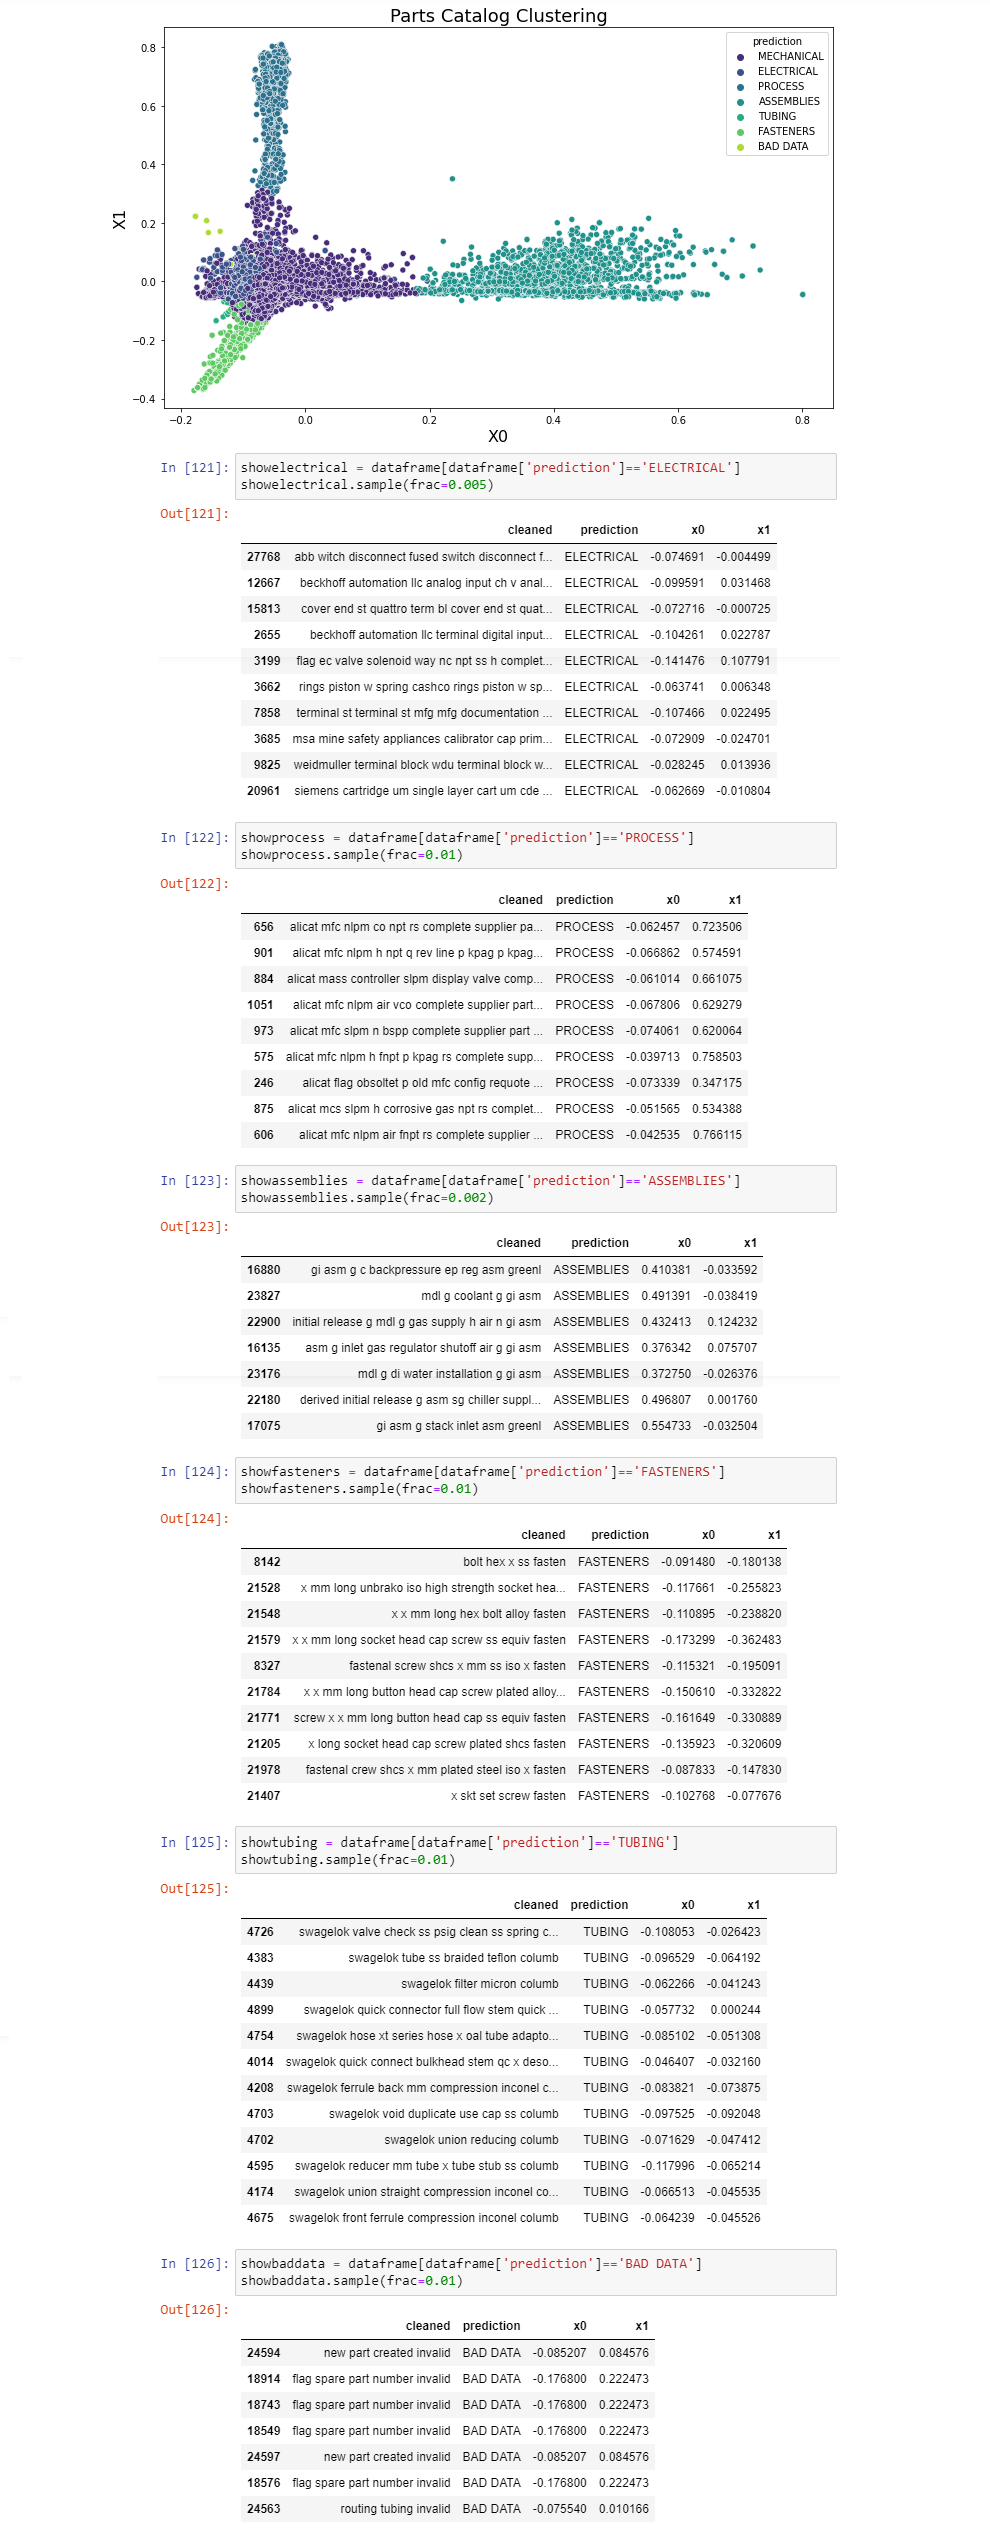 Parts Catalog Clustering
prediction
MECHANICAL
ELECTRICAL
PROCESS
ASSEMBLIES
TUBING
FASTENERS
BAD DATA
0.8
0.6
0.4
0.2
0.0
−0.2
−0.4
X1
−0.2 0.0 0.2 0.4 0.6 0.8
X0
In [121]: showelectrical = dataframe[dataframe['prediction']=='ELECTRICAL']
showelectrical.sample(frac=0.005)
Out[121]:
cleaned prediction x0 x1
27768 abb witch disconnect fused switch disconnect f... ELECTRICAL -0.074691 -0.004499
12667 beckhoff automation llc analog input ch v anal... ELECTRICAL -0.099591 0.031468
15813 cover end st quattro term bl cover end st quat... ELECTRICAL -0.072716 -0.000725
2655 beckhoff automation llc terminal digital input... ELECTRICAL -0.104261 0.022787
3199 flag ec valve solenoid way nc npt ss h complet... ELECTRICAL -0.141476 0.107791
3662 rings piston w spring cashco rings piston w sp... ELECTRICAL -0.063741 0.006348
7858 terminal st terminal st mfg mfg documentation ... ELECTRICAL -0.107466 0.022495
3685 msa mine safety appliances calibrator cap prim... ELECTRICAL -0.072909 -0.024701
9825 weidmuller terminal block wdu terminal block w... ELECTRICAL -0.028245 0.013936
20961 siemens cartridge um single layer cart um cde ... ELECTRICAL -0.062669 -0.010804
In [122]: showprocess = dataframe[dataframe['prediction']=='PROCESS']
showprocess.sample(frac=0.01)
Out[122]:
cleaned prediction x0 x1
656 alicat mfc nlpm co npt rs complete supplier pa... PROCESS -0.062457 0.723506
901 alicat mfc nlpm h npt q rev line p kpag p kpag... PROCESS -0.066862 0.574591
884 alicat mass controller slpm display valve comp... PROCESS -0.061014 0.661075
1051 alicat mfc nlpm air vco complete supplier part... PROCESS -0.067806 0.629279
973 alicat mfc slpm n bspp complete supplier part ... PROCESS -0.074061 0.620064
575 alicat mfc nlpm h fnpt p kpag rs complete supp... PROCESS -0.039713 0.758503
246 alicat flag obsoltet p old mfc config requote ... PROCESS -0.073339 0.347175
875 alicat mcs slpm h corrosive gas npt rs complet... PROCESS -0.051565 0.534388
606 alicat mfc nlpm air fnpt rs complete supplier ... PROCESS -0.042535 0.766115
In [123]: showassemblies = dataframe[dataframe['prediction']=='ASSEMBLIES']
showassemblies.sample(frac=0.002)
Out[123]:
cleaned prediction x0 x1
16880 gi asm g c backpressure ep reg asm greenl ASSEMBLIES 0.410381 -0.033592
23827 mdl g coolant g gi asm ASSEMBLIES 0.491391 -0.038419
22900 initial release g mdl g gas supply h air n gi asm ASSEMBLIES 0.432413 0.124232
16135 asm g inlet gas regulator shutoff air g gi asm ASSEMBLIES 0.376342 0.075707
23176 mdl g di water installation g gi asm ASSEMBLIES 0.372750 -0.026376
22180 derived initial release g asm sg chiller suppl... ASSEMBLIES 0.496807 0.001760
17075 gi asm g stack inlet asm greenl ASSEMBLIES 0.554733 -0.032504
In [124]: showfasteners = dataframe[dataframe['prediction']=='FASTENERS']
showfasteners.sample(frac=0.01)
Out[124]:
cleaned prediction x0 x1
8142 bolt hex x ss fasten FASTENERS -0.091480 -0.180138
21528 x mm long unbrako iso high strength socket hea... FASTENERS -0.117661 -0.255823
21548 x x mm long hex bolt alloy fasten FASTENERS -0.110895 -0.238820
21579 x x mm long socket head cap screw ss equiv fasten FASTENERS -0.173299 -0.362483
8327 fastenal screw shcs x mm ss iso x fasten FASTENERS -0.115321 -0.195091
21784 x x mm long button head cap screw plated alloy... FASTENERS -0.150610 -0.332822
21771 screw x x mm long button head cap ss equiv fasten FASTENERS -0.161649 -0.330889
21205 x long socket head cap screw plated shcs fasten FASTENERS -0.135923 -0.320609
21978 fastenal crew shcs x mm plated steel iso x fasten FASTENERS -0.087833 -0.147830
21407 x skt set screw fasten FASTENERS -0.102768 -0.077676
In [125]: showtubing = dataframe[dataframe['prediction']=='TUBING']
showtubing.sample(frac=0.01)
Out[125]:
cleaned prediction x0 x1
4726 swagelok valve check ss psig clean ss spring c... TUBING -0.108053 -0.026423
4383 swagelok tube ss braided teflon columb TUBING -0.096529 -0.064192
4439 swagelok filter micron columb TUBING -0.062266 -0.041243
4899 swagelok quick connector full flow stem quick ... TUBING -0.057732 0.000244
4754 swagelok hose xt series hose x oal tube adapto... TUBING -0.085102 -0.051308
4014 swagelok quick connect bulkhead stem qc x deso... TUBING -0.046407 -0.032160
4208 swagelok ferrule back mm compression inconel c... TUBING -0.083821 -0.073875
4703 swagelok void duplicate use cap ss columb TUBING -0.097525 -0.092048
4702 swagelok union reducing columb TUBING -0.071629 -0.047412
4595 swagelok reducer mm tube x tube stub ss columb TUBING -0.117996 -0.065214
4174 swagelok union straight compression inconel co... TUBING -0.066513 -0.045535
4675 swagelok front ferrule compression inconel columb TUBING -0.064239 -0.045526
In [126]: showbaddata = dataframe[dataframe['prediction']=='BAD DATA']
showbaddata.sample(frac=0.01)
Out[126]:
cleaned prediction x0 x1
24594 new part created invalid BAD DATA -0.085207 0.084576
18914 flag spare part number invalid BAD DATA -0.176800 0.222473
18743 flag spare part number invalid BAD DATA -0.176800 0.222473
18549 flag spare part number invalid BAD DATA -0.176800 0.222473
24597 new part created invalid BAD DATA -0.085207 0.084576
18576 flag spare part number invalid BAD DATA -0.176800 0.222473
24563 routing tubing invalid BAD DATA -0.075540 0.010166